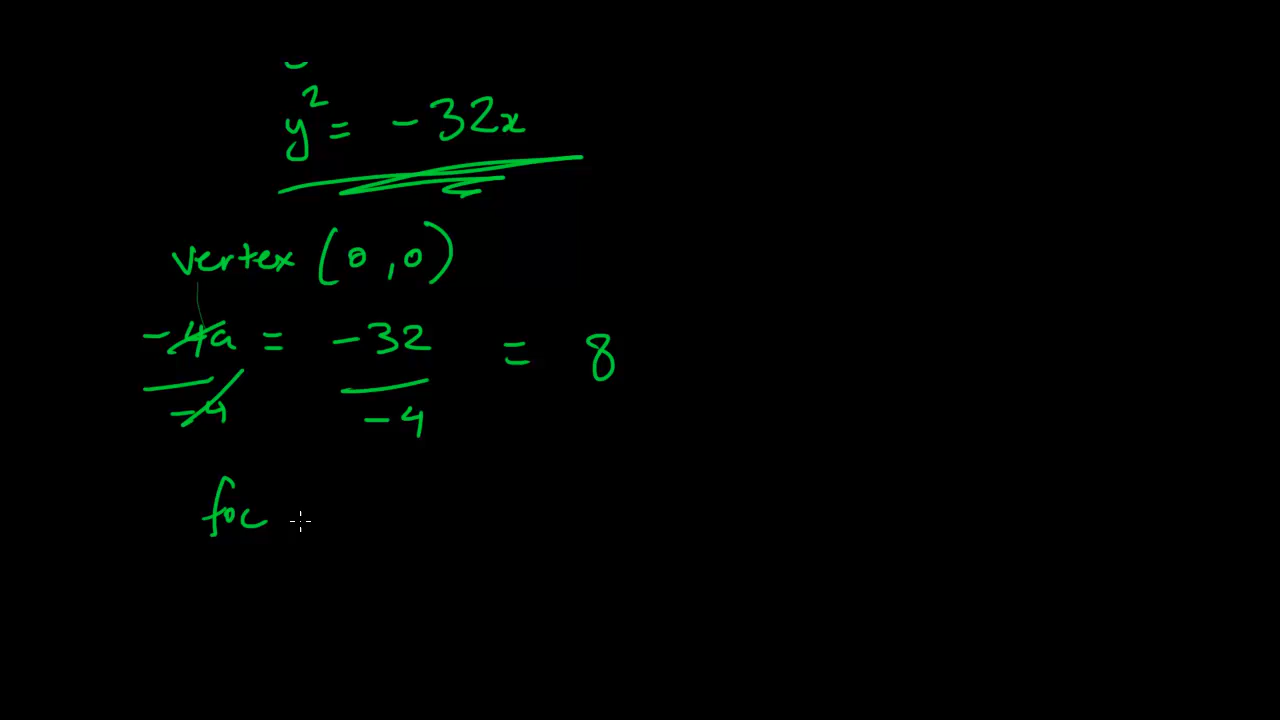 y² = -32x
vertex (0,0)
-4a = -32 = 8
-4 -4
foc